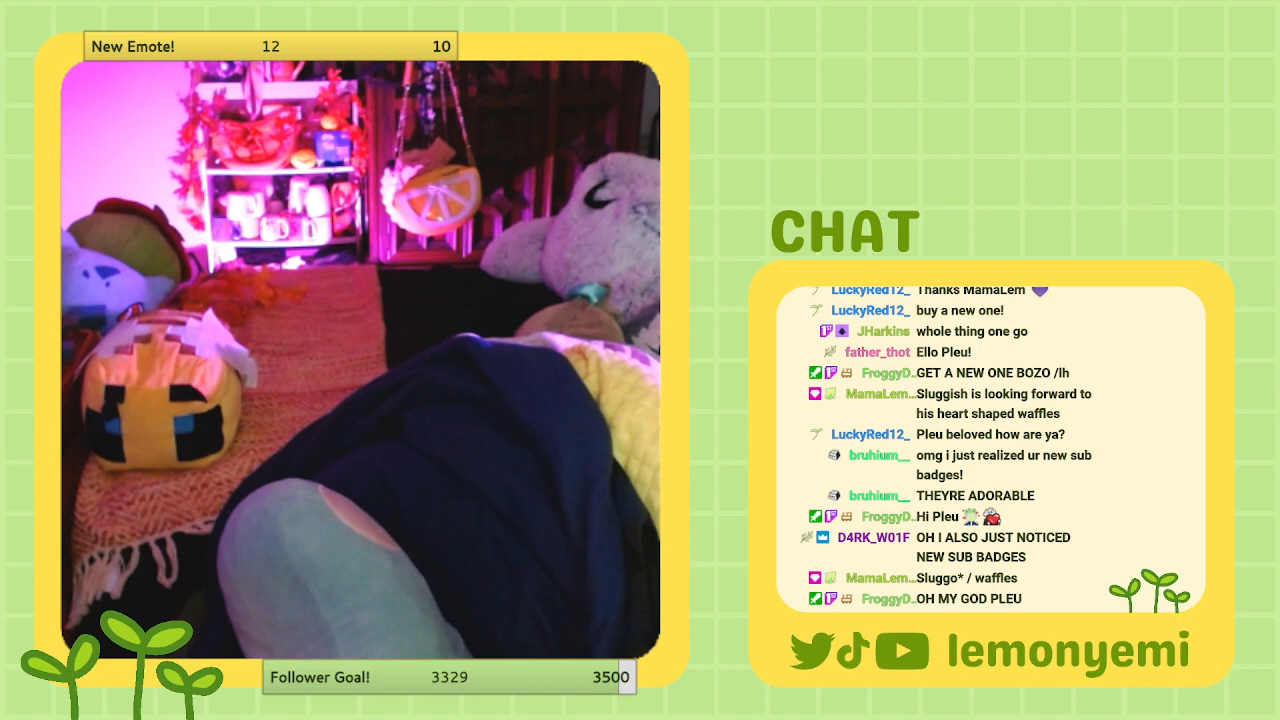 New Emote! 12 10
CHAT
LuckyRed12_ Thanks MamaLem
LuckyRed12_ buy a new one!
JHarkins whole thing one go
father_thot Ello Pleu!
FroggyD.. GET A NEW ONE BOZO /lh
MamaLem... Sluggish is looking forward to
his heart shaped waffles
LuckyRed12_ Pleu beloved how are ya?
bruhium__ omg i just realized ur new sub
badges!
bruhium__ THEYRE ADORABLE
FroggyD.. Hi Pleu
D4RK_W01F OH I ALSO JUST NOTICED
NEW SUB BADGES
MamaLem... Sluggo* / waffles
FroggyD.. OH MY GOD PLEU
lemonyemi
Follower Goal! 3329 3500